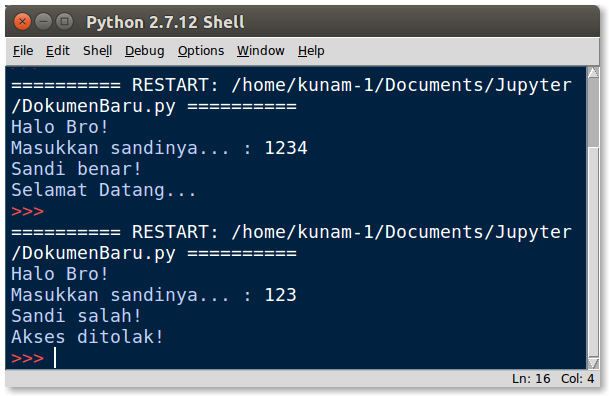 Python 2.7.12 Shell
File Edit Shell Debug Options Window Help
========== RESTART: /home/kunam-1/Documents/Jupyter
/DokumenBaru.py ==========
Halo Bro!
Masukkan sandinya... : 1234
Sandi benar!
Selamat Datang...
>>>
========== RESTART: /home/kunam-1/Documents/Jupyter
/DokumenBaru.py ==========
Halo Bro!
Masukkan sandinya... : 123
Sandi salah!
Akses ditolak!
>>>
Ln: 16 Col: 4